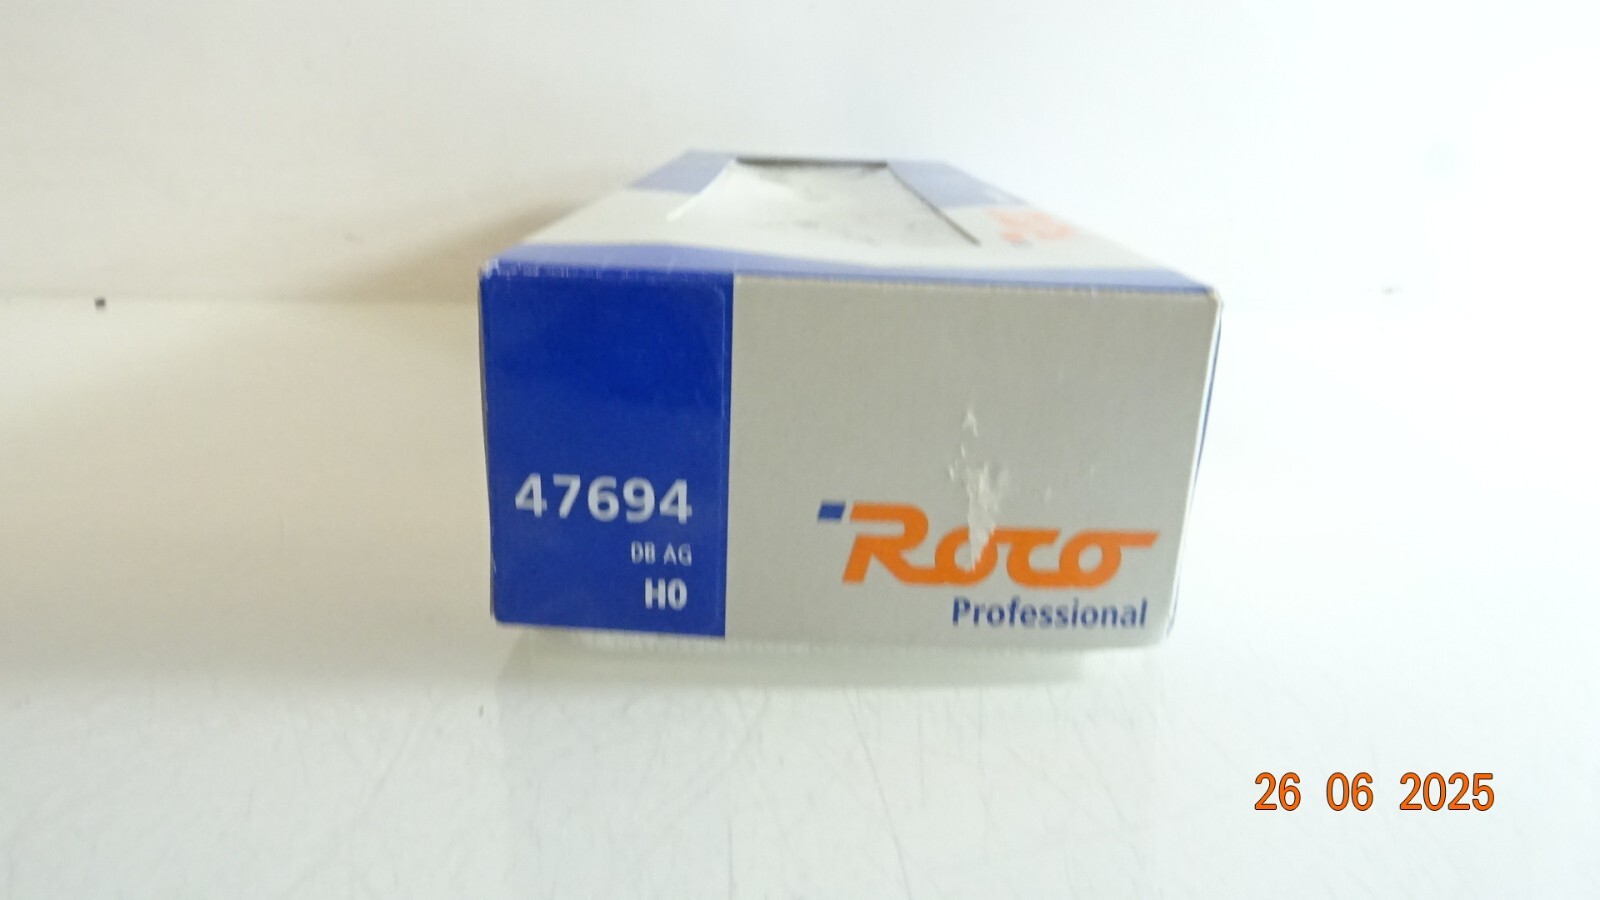 47694
DB AG
H0
Roco
Professional
26 06 2025